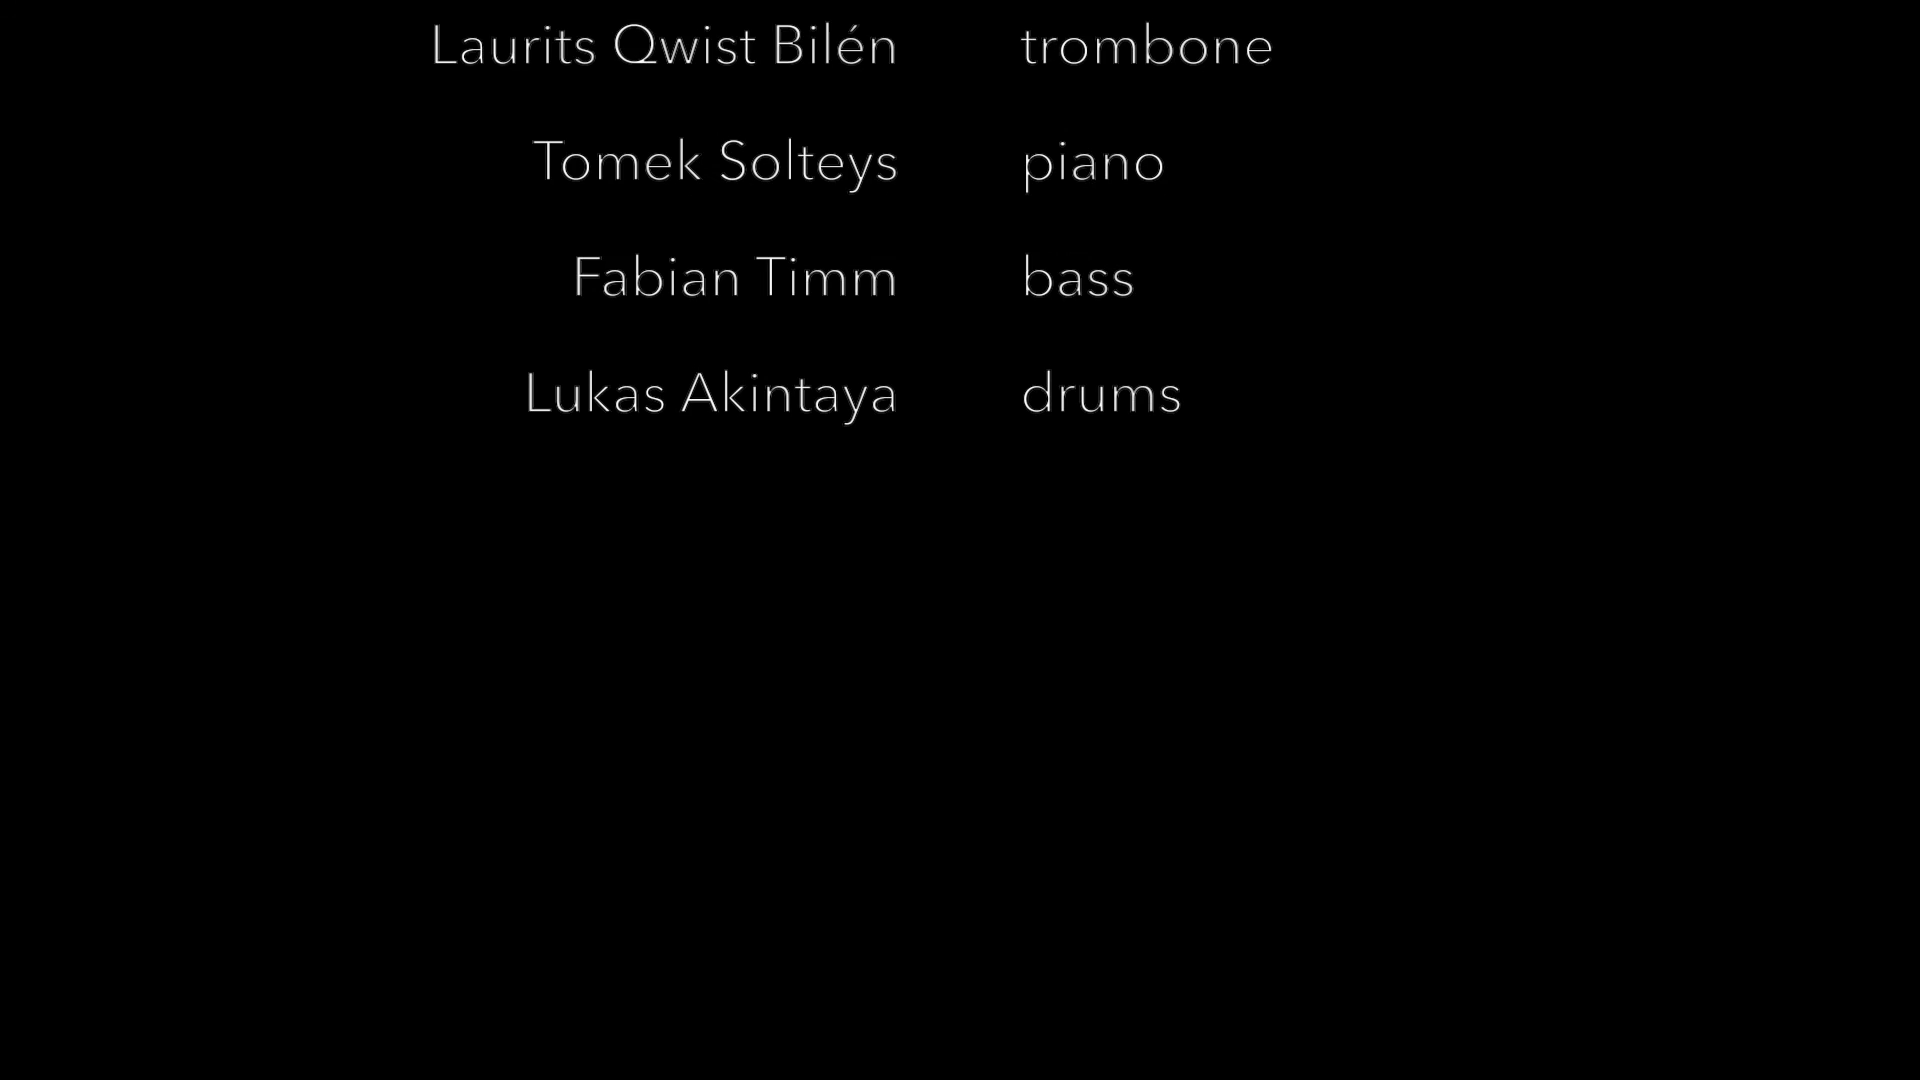 Laurits Qwist Bilén trombone
Tomek Solteys piano
Fabian Timm bass
Lukas Akintaya drums